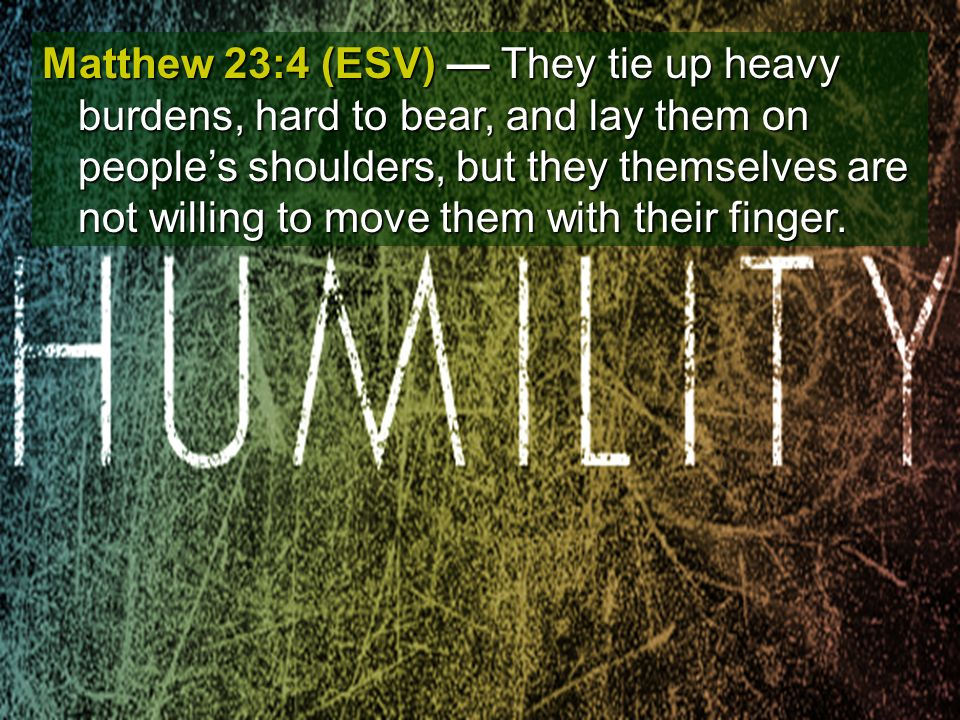 Matthew 23:4 (ESV) — They tie up heavy
burdens, hard to bear, and lay them on
people’s shoulders, but they themselves are
not willing to move them with their finger.
HUMILITY